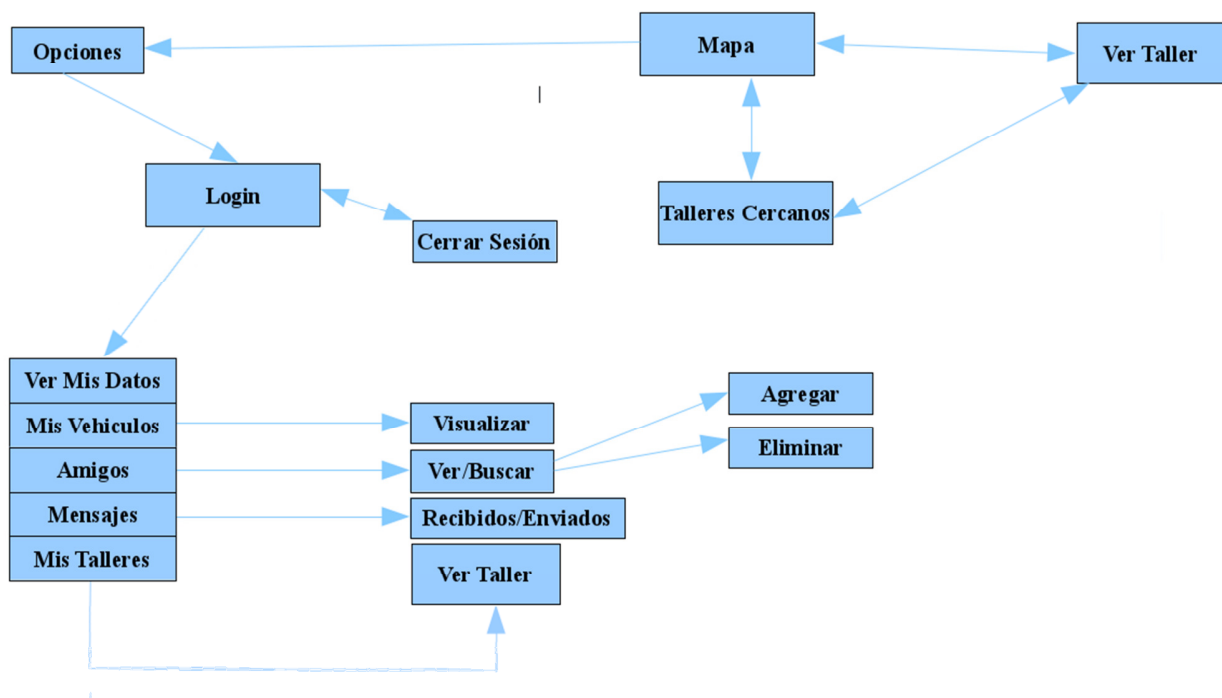 Opciones
Mapa
Ver Taller
Login
Talleres Cercanos
Cerrar Sesión
Ver Mis Datos
Mis Vehiculos
Amigos
Mensajes
Mis Talleres
Visualizar
Ver/Buscar
Recibidos/Enviados
Ver Taller
Agregar
Eliminar